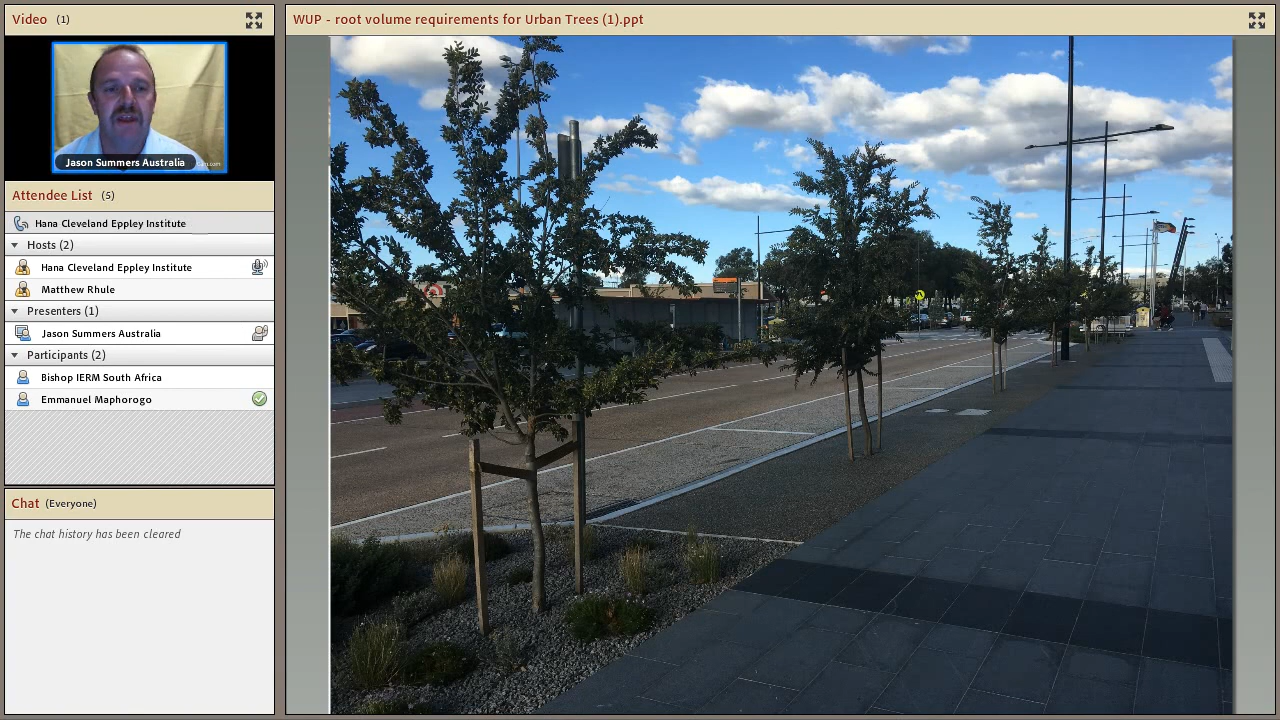 Video (1)
Jason Summers Australia
Attendee List (5)
Hana Cleveland Eppley Institute
Hosts (2)
Hana Cleveland Eppley Institute
Matthew Rhule
Presenters (1)
Jason Summers Australia
Participants (2)
Bishop IERM South Africa
Emmanuel Maphorogo
Chat (Everyone)
The chat history has been cleared
WUP - root volume requirements for Urban Trees (1).ppt